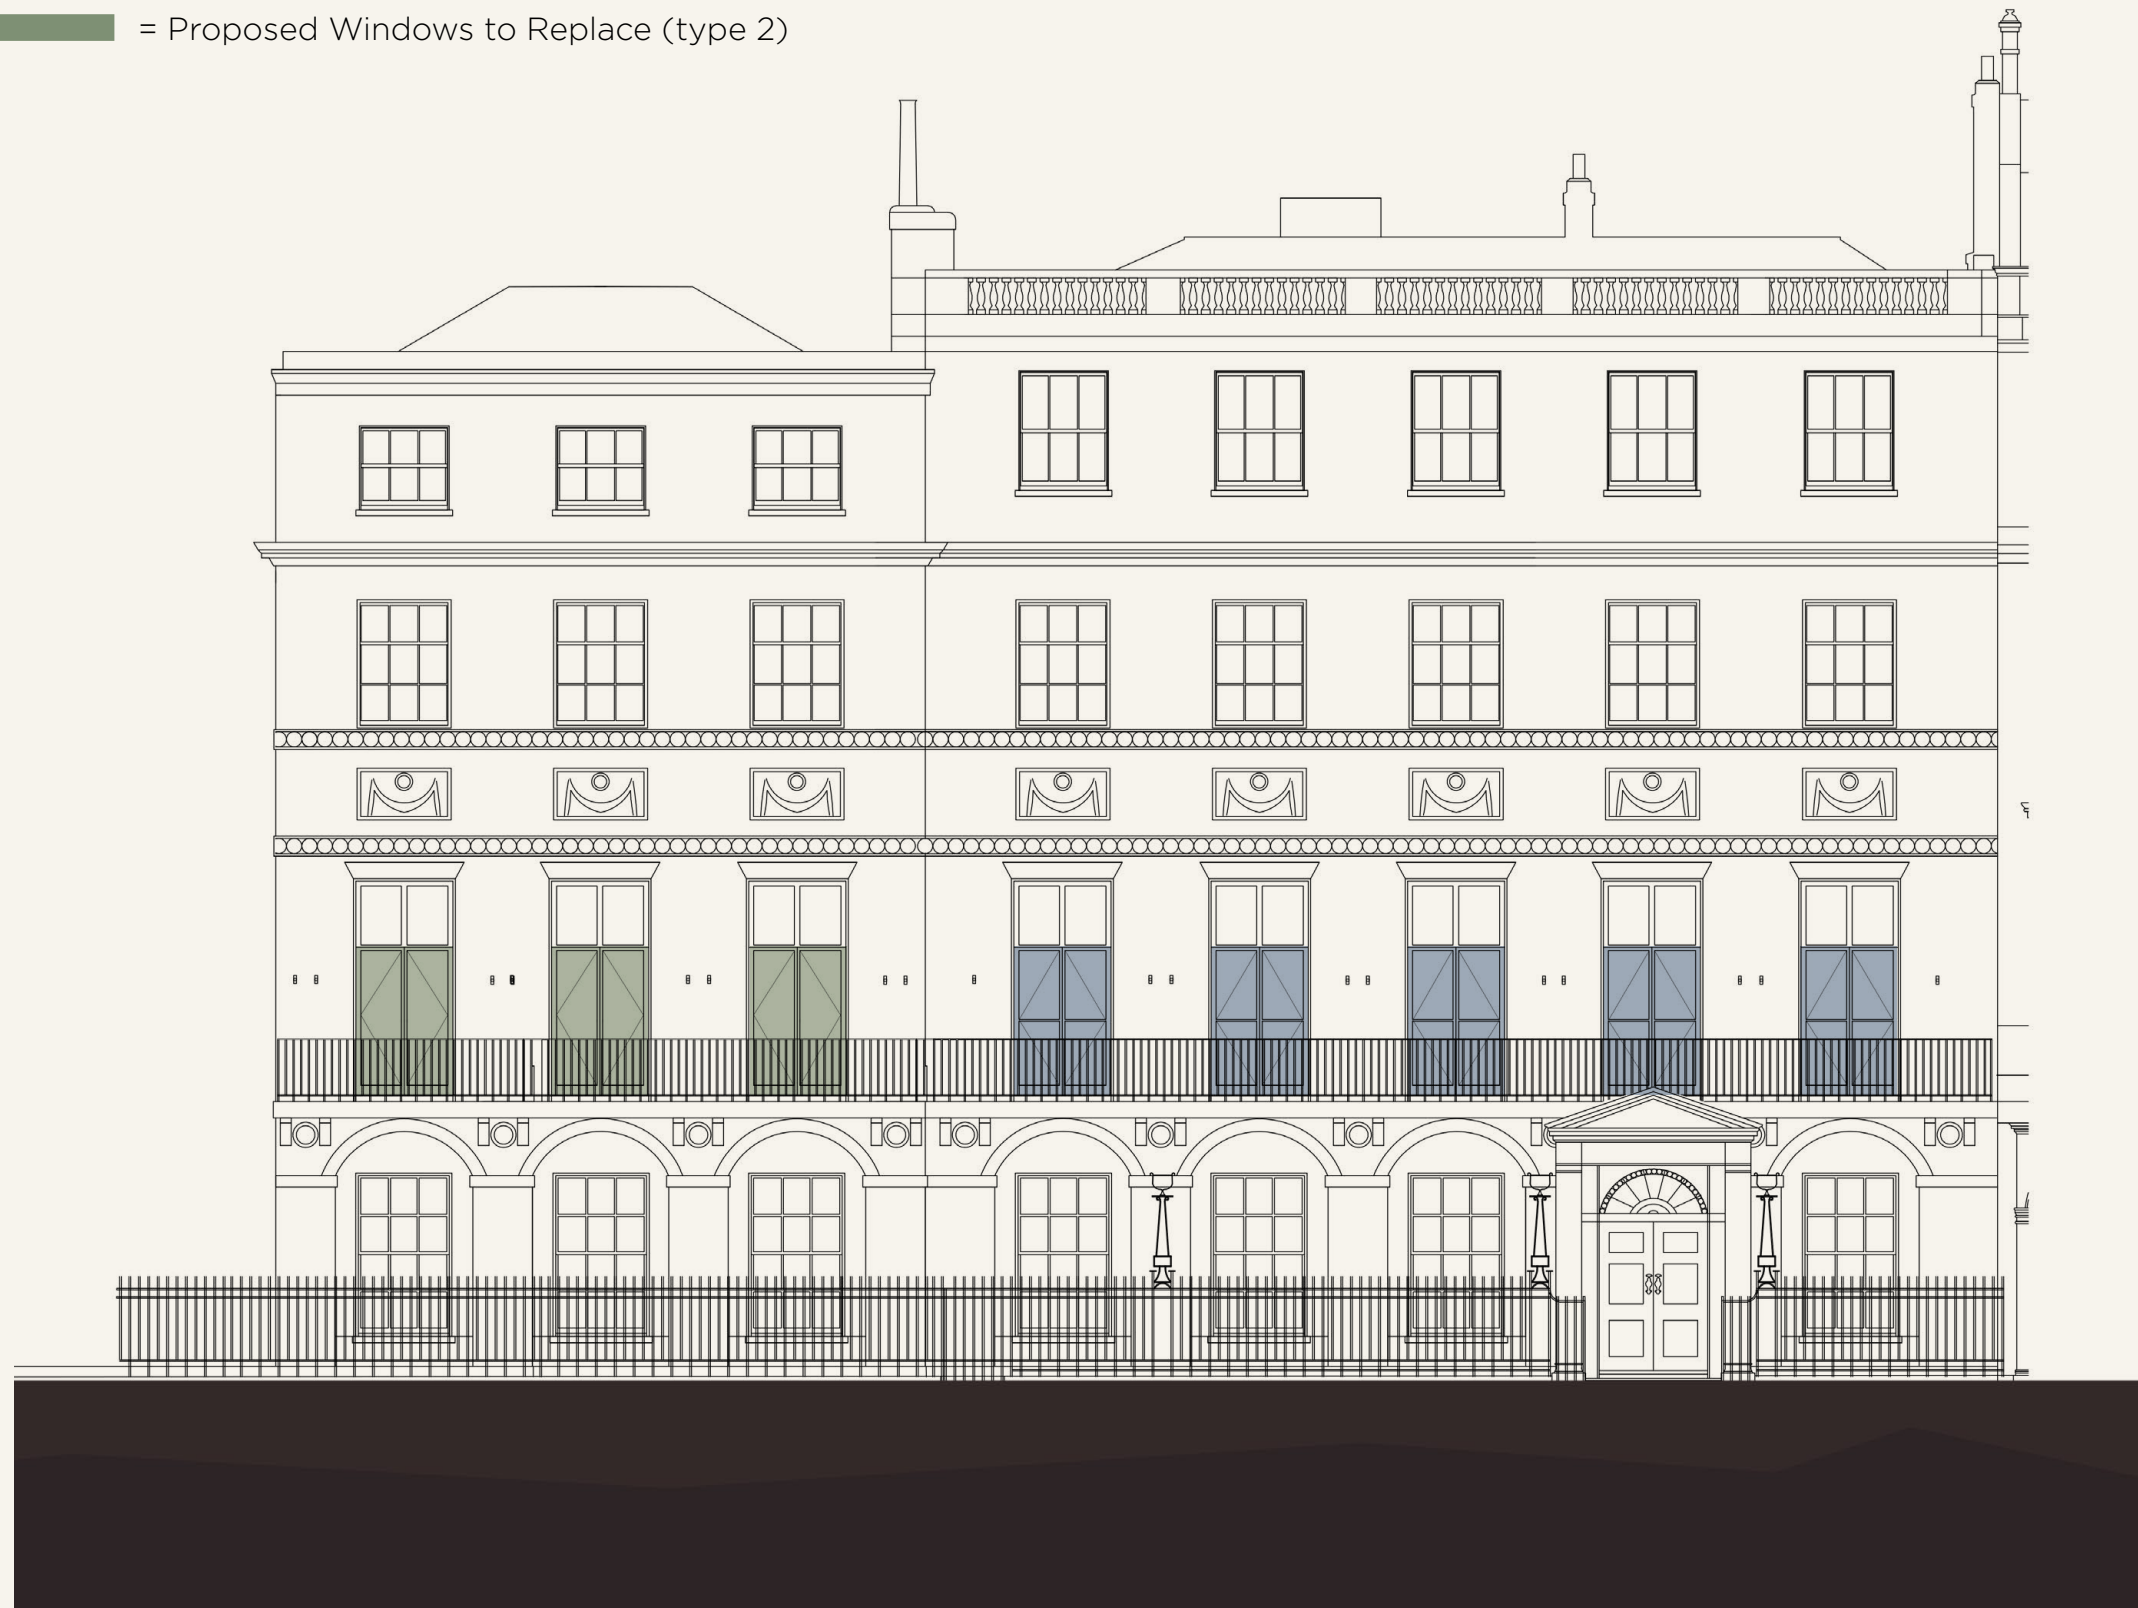 = Proposed Windows to Replace (type 2)